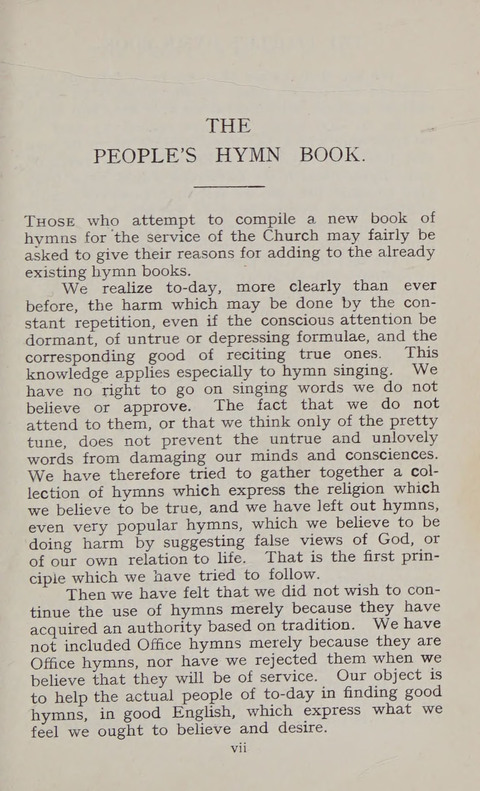 THE
PEOPLE'S HYMN BOOK.
THOSE who attempt to compile a new book of
hymns for the service of the Church may fairly be
asked to give their reasons for adding to the already
existing hymn books.
We realize to-day, more clearly than ever
before, the harm which may be done by the con-
stant repetition, even if the conscious attention be
dormant, of untrue or depressing formulae, and the
corresponding good of reciting true ones. This
knowledge applies especially to hymn singing. We
have no right to go on singing words we do not
believe or approve. The fact that we do not
attend to them, or that we think only of the pretty
tune, does not prevent the untrue and unlovely
words from damaging our minds and consciences.
We have therefore tried to gather together a col-
lection of hymns which express the religion which
we believe to be true, and we have left out hymns,
even very popular hymns, which we believe to be
doing harm by suggesting false views of God, or
of our own relation to life. That is the first prin-
ciple which we have tried to follow.
Then we have felt that we did not wish to con-
tinue the use of hymns merely because they have
acquired an authority based on tradition. We have
not included Office hymns merely because they are
Office hymns, nor have we rejected them when we
believe that they will be of service. Our object is
to help the actual people of to-day in finding good
hymns, in good English, which express what we
feel we ought to believe and desire.
vii